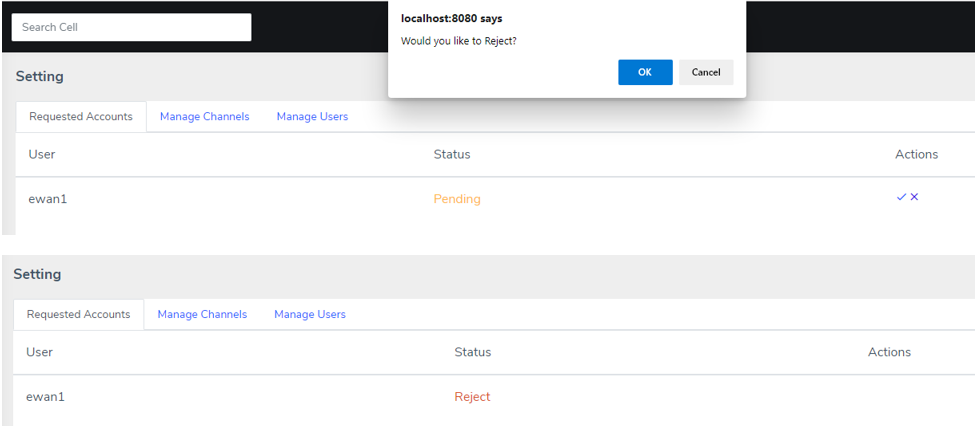 Search Cell
localhost:8080 says
Would you like to Reject?
OK Cancel
Setting
Requested Accounts Manage Channels Manage Users
User Status Actions
ewan1 Pending
Setting
Requested Accounts Manage Channels Manage Users
User Status Actions
ewan1 Reject